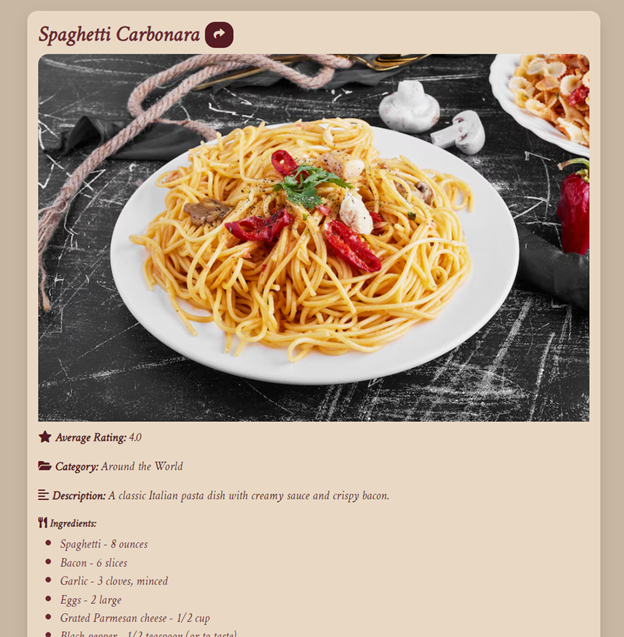 Spaghetti Carbonara
Average Rating: 4.0
Category: Around the World
Description: A classic Italian pasta dish with creamy sauce and crispy bacon.
Ingredients:
Spaghetti - 8 ounces
Bacon - 6 slices
Garlic - 3 cloves, minced
Eggs - 2 large
Grated Parmesan cheese - 1/2 cup
Black pepper - 1/2 teaspoon (or to taste)